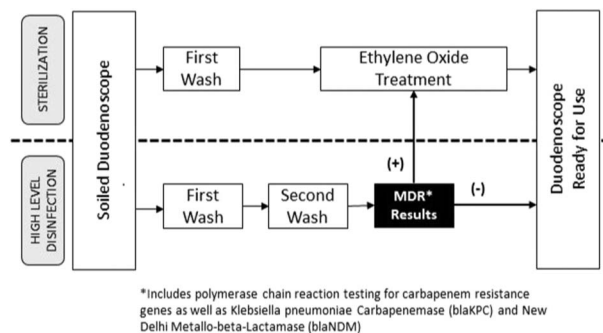 STERILIZATION
Soiled Duodenoscope
First
Wash
Ethylene Oxide
Treatment
Duodenoscope
Ready for Use
(+)
HIGH LEVEL
DISINFECTION
First
Wash
Second
Wash
MDR*
Results
(-)
*Includes polymerase chain reaction testing for carbapenem resistance
genes as well as Klebsiella pneumoniae Carbapenemase (blaKPC) and New
Delhi Metallo-beta-Lactamase (blaNDM)